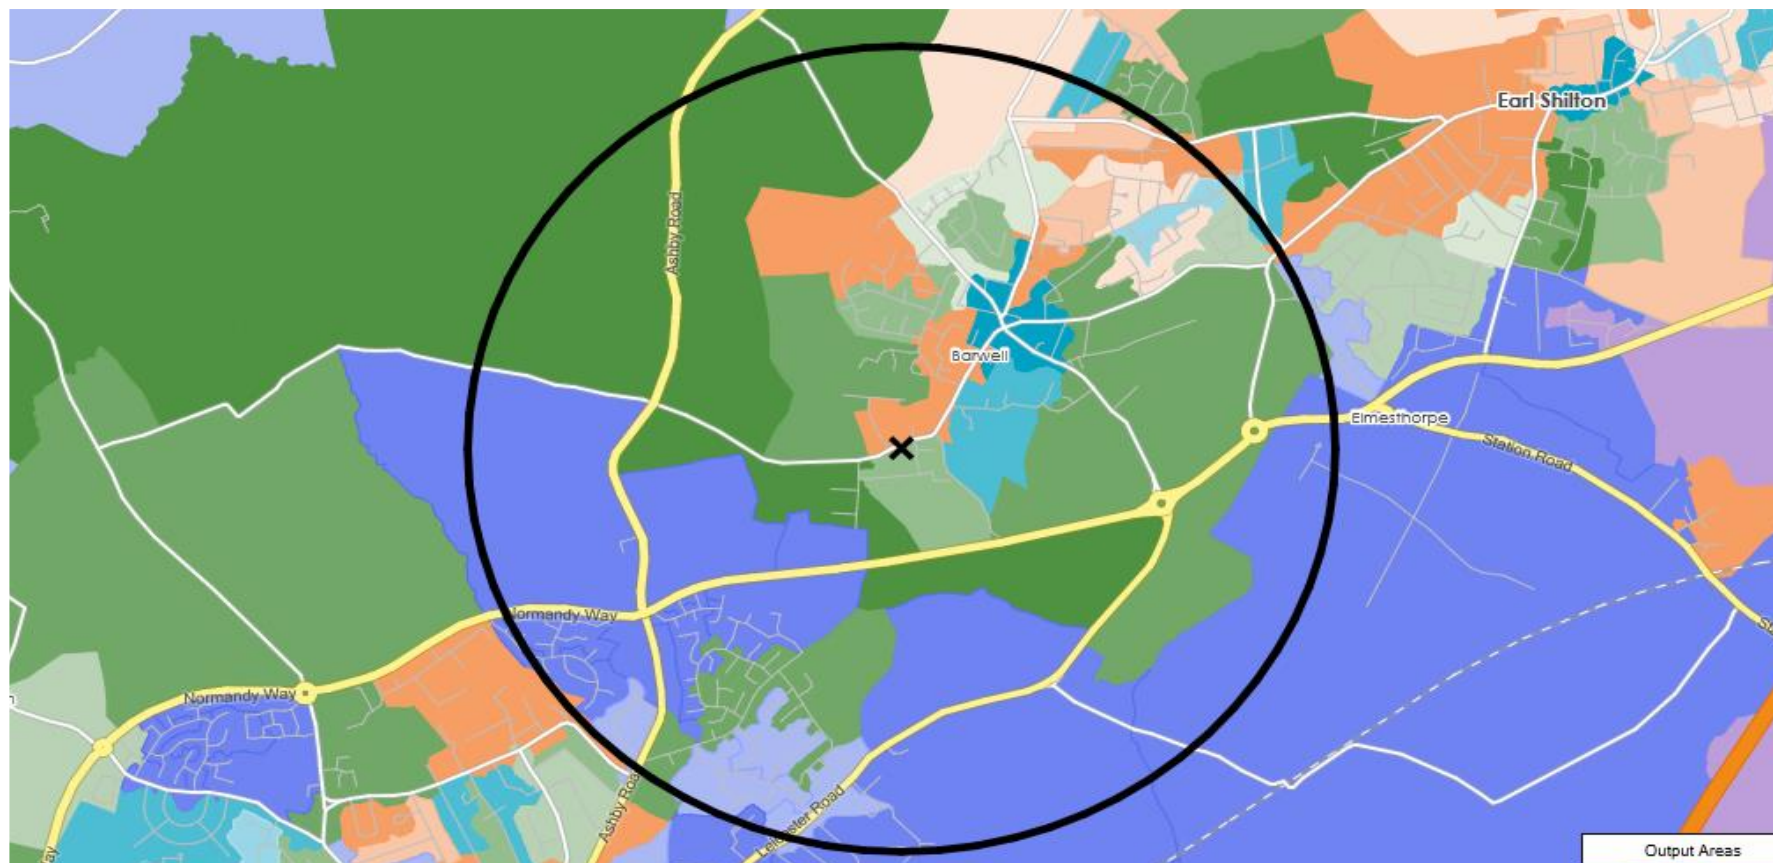 Earl Shilton
Ashby Road
Barwell
Elmesthorpe
Station Road
Normandy Way
Normandy Way
Ashby Road
Leicester Road
Output Areas